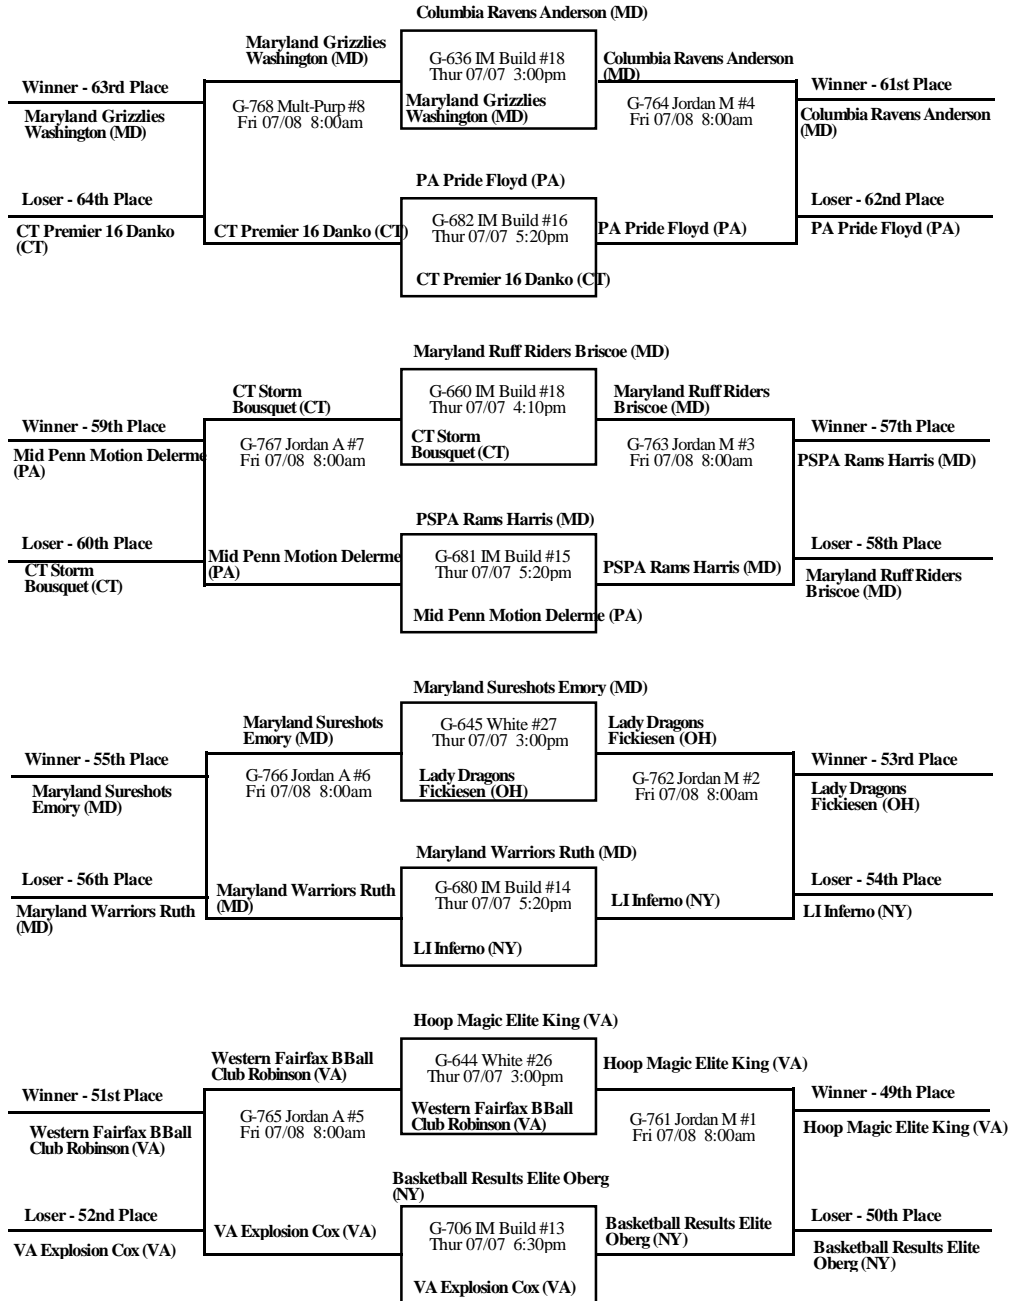 Columbia Ravens Anderson (MD)
Maryland Grizzlies
Washington (MD)
G-636 IM Build #18
Thur 07/07 3:00pm
Columbia Ravens Anderson
(MD)
Winner - 63rd Place
Winner - 61st Place
Maryland Grizzlies
Washington (MD)
G-768 Mult-Purp #8
Fri 07/08 8:00am
Maryland Grizzlies
Washington (MD)
G-764 Jordan M #4
Fri 07/08 8:00am
Columbia Ravens Anderson
(MD)
PA Pride Floyd (PA)
Loser - 64th Place
Loser - 62nd Place
CT Premier 16 Danko
(CT)
CT Premier 16 Danko (CT)
G-682 IM Build #16
Thur 07/07 5:20pm
PA Pride Floyd (PA)
PA Pride Floyd (PA)
CT Premier 16 Danko (CT)
Maryland Ruff Riders Briscoe (MD)
CT Storm
Bousquet (CT)
G-660 IM Build #18
Thur 07/07 4:10pm
Maryland Ruff Riders
Briscoe (MD)
Winner - 59th Place
Winner - 57th Place
Mid Penn Motion Delerme
(PA)
G-767 Jordan A #7
Fri 07/08 8:00am
CT Storm
Bousquet (CT)
G-763 Jordan M #3
Fri 07/08 8:00am
PSPA Rams Harris (MD)
PSPA Rams Harris (MD)
Loser - 60th Place
Loser - 58th Place
CT Storm
Bousquet (CT)
Mid Penn Motion Delerme
(PA)
G-681 IM Build #15
Thur 07/07 5:20pm
PSPA Rams Harris (MD)
Maryland Ruff Riders
Briscoe (MD)
Mid Penn Motion Delerme (PA)
Maryland Sureshots Emory (MD)
Maryland Sureshots
Emory (MD)
G-645 White #27
Thur 07/07 3:00pm
Lady Dragons
Fickiesen (OH)
Winner - 55th Place
Winner - 53rd Place
Maryland Sureshots
Emory (MD)
G-766 Jordan A #6
Fri 07/08 8:00am
Lady Dragons
Fickiesen (OH)
G-762 Jordan M #2
Fri 07/08 8:00am
Lady Dragons
Fickiesen (OH)
Maryland Warriors Ruth (MD)
Loser - 56th Place
Loser - 54th Place
Maryland Warriors Ruth
(MD)
Maryland Warriors Ruth
(MD)
G-680 IM Build #14
Thur 07/07 5:20pm
LI Inferno (NY)
LI Inferno (NY)
LI Inferno (NY)
Hoop Magic Elite King (VA)
Western Fairfax BBall
Club Robinson (VA)
G-644 White #26
Thur 07/07 3:00pm
Hoop Magic Elite King (VA)
Winner - 51st Place
Winner - 49th Place
Western Fairfax BBall
Club Robinson (VA)
G-765 Jordan A #5
Fri 07/08 8:00am
Western Fairfax BBall
Club Robinson (VA)
G-761 Jordan M #1
Fri 07/08 8:00am
Hoop Magic Elite King (VA)
Basketball Results Elite Oberg
(NY)
Loser - 52nd Place
Loser - 50th Place
VA Explosion Cox (VA)
VA Explosion Cox (VA)
G-706 IM Build #13
Thur 07/07 6:30pm
Basketball Results Elite
Oberg (NY)
Basketball Results Elite
Oberg (NY)
VA Explosion Cox (VA)